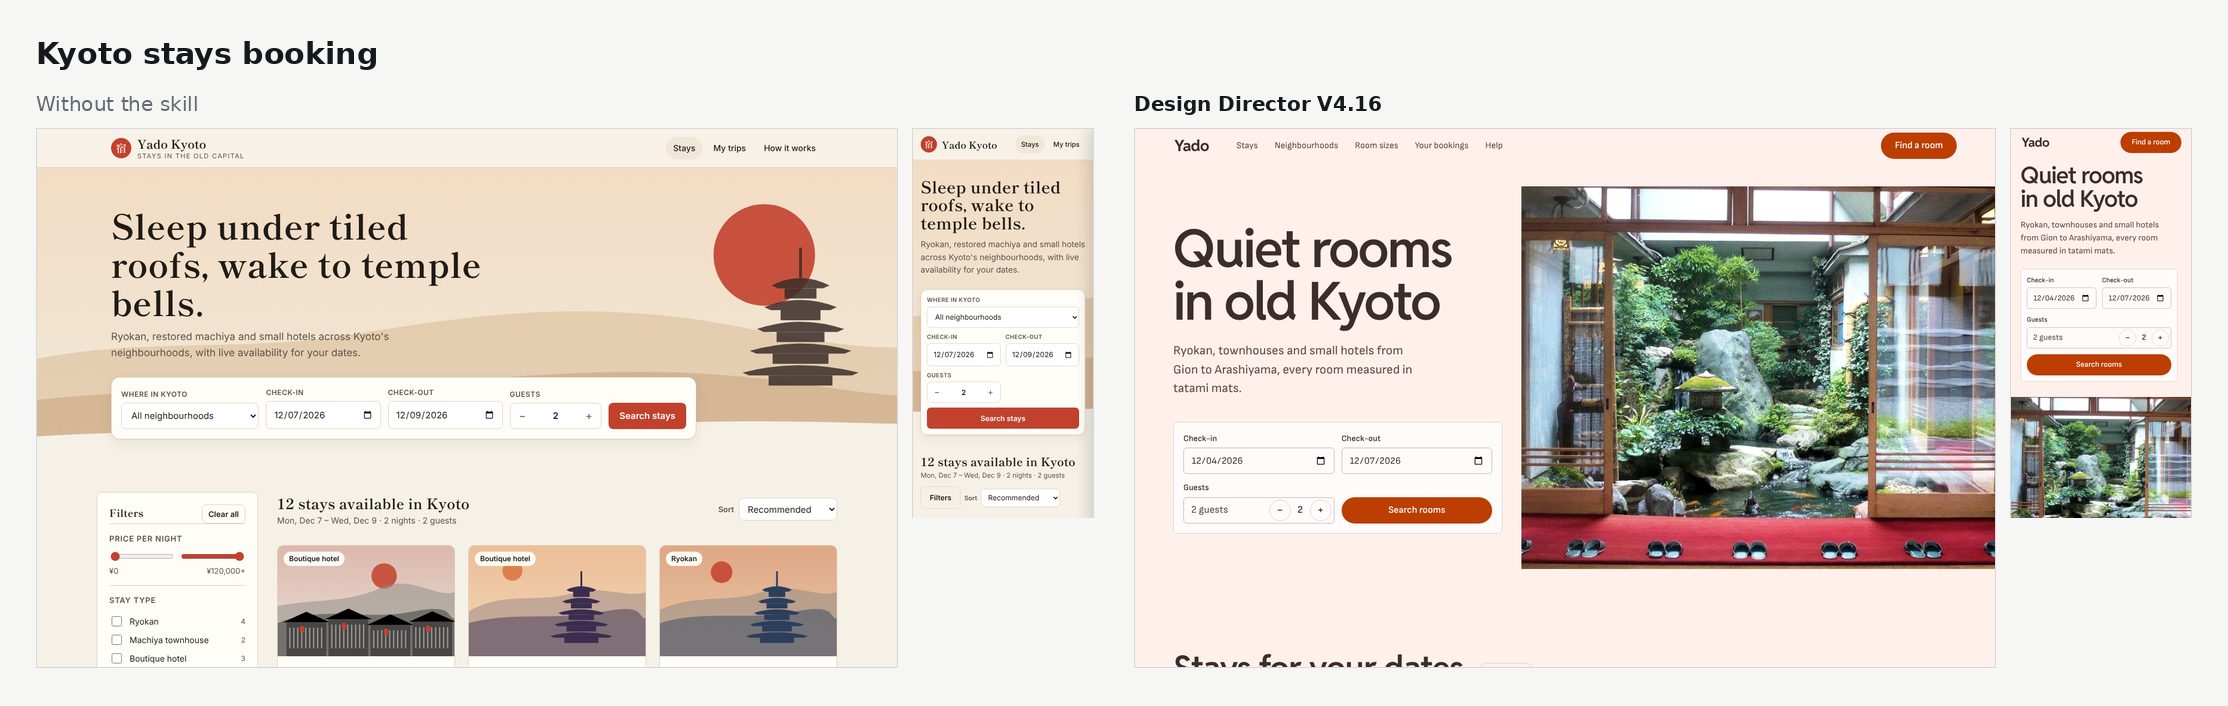 Kyoto stays booking
Without the skill
宿
Yado Kyoto
STAYS IN THE OLD CAPITAL
Stays
My trips
How it works
Sleep under tiled
roofs, wake to temple
bells.
Ryokan, restored machiya and small hotels across Kyoto's
neighbourhoods, with live availability for your dates.
WHERE IN KYOTO
CHECK-IN
CHECK-OUT
GUESTS
All neighbourhoods
12/07/2026
12/09/2026
− 2 +
Search stays
Filters
Clear all
PRICE PER NIGHT
¥0
¥120,000+
STAY TYPE
Ryokan 4
Machiya townhouse 2
Boutique hotel 3
12 stays available in Kyoto
Mon, Dec 7 – Wed, Dec 9 · 2 nights · 2 guests
Sort
Recommended
Boutique hotel
Boutique hotel
Ryokan
宿
Yado Kyoto
Stays
My trips
Sleep under tiled
roofs, wake to
temple bells.
Ryokan, restored machiya and small hotels
across Kyoto's neighbourhoods, with live
availability for your dates.
WHERE IN KYOTO
All neighbourhoods
CHECK-IN
CHECK-OUT
12/07/2026
12/09/2026
GUESTS
− 2 +
Search stays
12 stays available in Kyoto
Mon, Dec 7 – Wed, Dec 9 · 2 nights · 2 guests
Filters
Sort
Recommended
Design Director V4.16
Yado
Stays
Neighbourhoods
Room sizes
Your bookings
Help
Find a room
Quiet rooms
in old Kyoto
Ryokan, townhouses and small hotels from
Gion to Arashiyama, every room measured in
tatami mats.
Check-in
Check-out
12/04/2026
12/07/2026
Guests
2 guests
− 2 +
Search rooms
Stays for your dates
Yado
Find a room
Quiet rooms
in old Kyoto
Ryokan, townhouses and small hotels
from Gion to Arashiyama, every room
measured in tatami mats.
Check-in
Check-out
12/04/2026
12/07/2026
Guests
2 guests
− 2 +
Search rooms